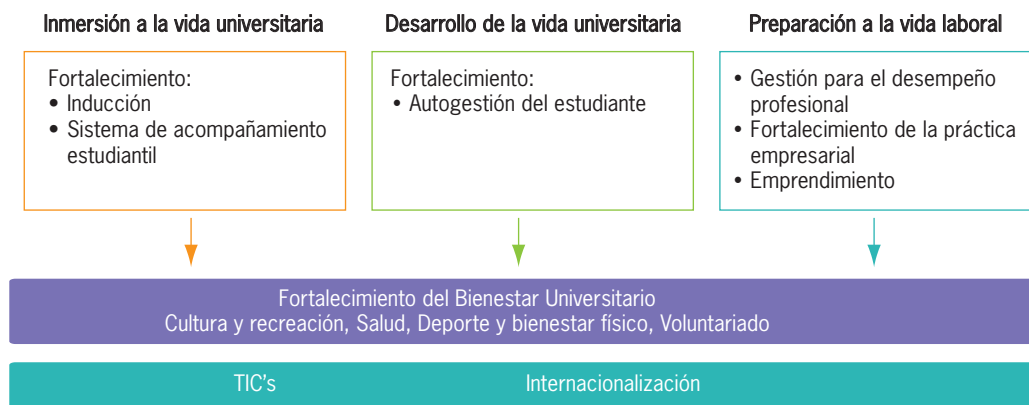 Inmersión a la vida universitaria
Fortalecimiento:
• Inducción
• Sistema de acompañamiento
estudiantil
Desarrollo de la vida universitaria
Fortalecimiento:
• Autogestión del estudiante
Preparación a la vida laboral
• Gestión para el desempeño
profesional
• Fortalecimiento de la práctica
empresarial
• Emprendimiento
Fortalecimiento del Bienestar Universitario
Cultura y recreación, Salud, Deporte y bienestar físico, Voluntariado
TIC's
Internacionalización